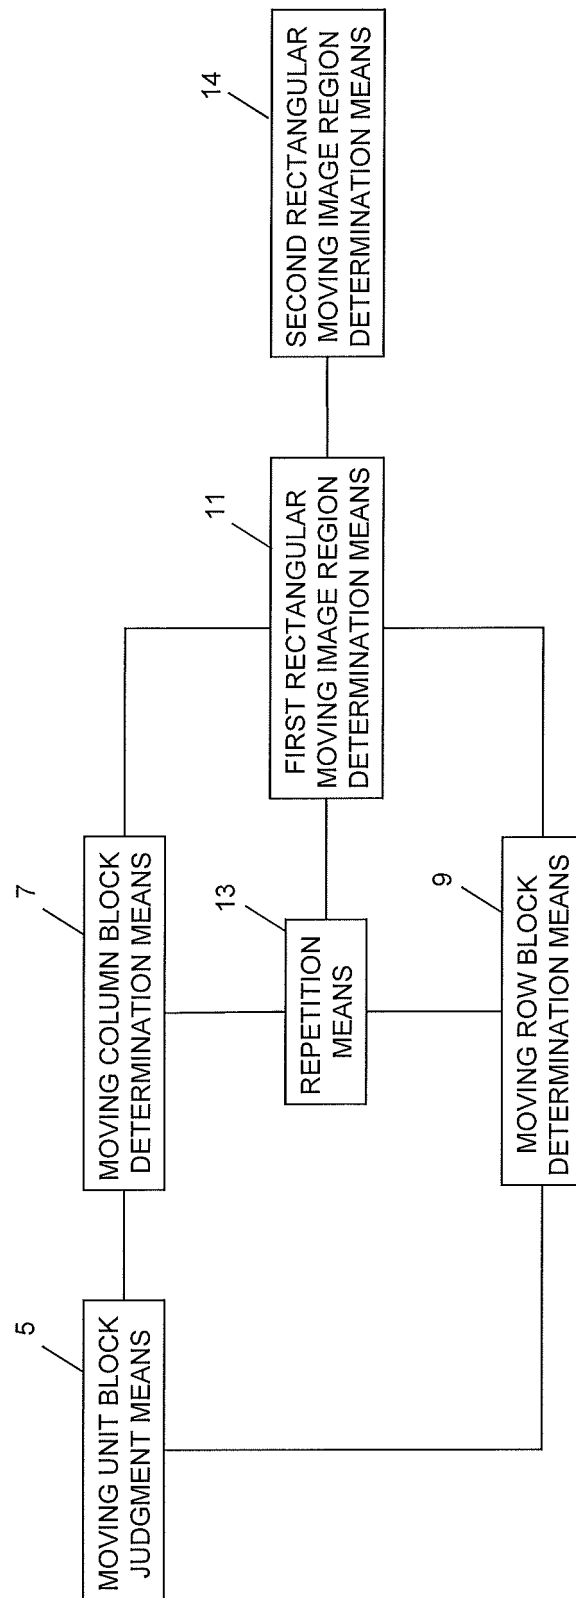 5
MOVING UNIT BLOCK
JUDGMENT MEANS
7
MOVING COLUMN BLOCK
DETERMINATION MEANS
13
REPETITION
MEANS
9
MOVING ROW BLOCK
DETERMINATION MEANS
11
FIRST RECTANGULAR
MOVING IMAGE REGION
DETERMINATION MEANS
14
SECOND RECTANGULAR
MOVING IMAGE REGION
DETERMINATION MEANS